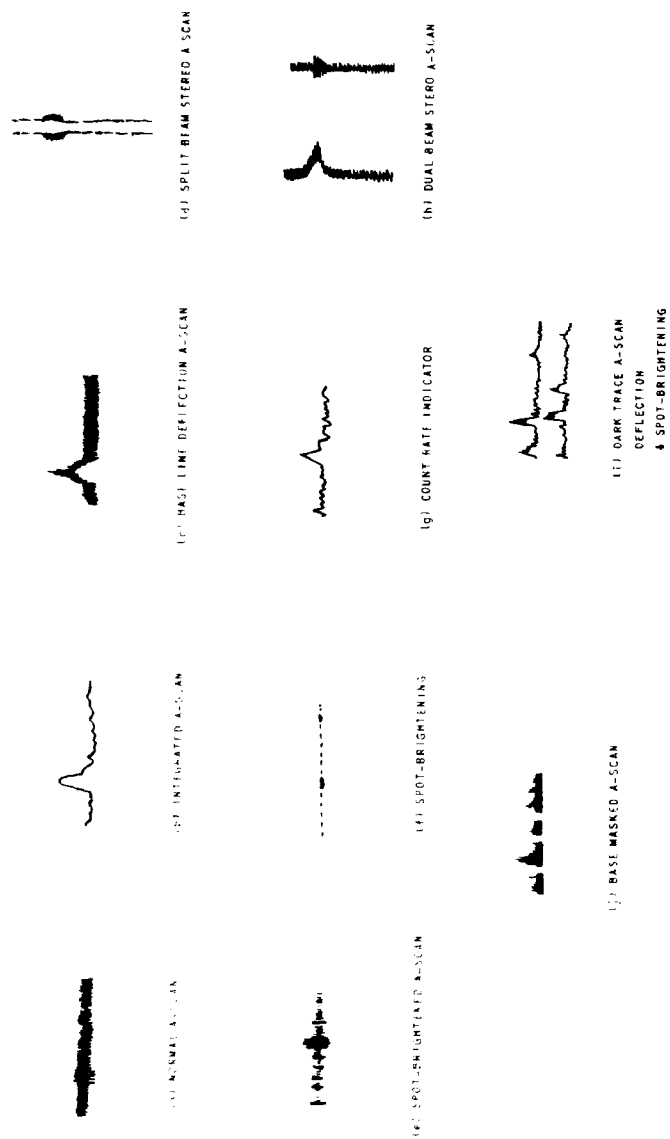 (a) NORMAL A-SCAN
(b) INTEGRATED A-SCAN
(c) BASE LINE DEFLECTION A-SCAN
(d) SPLIT BEAM STEREO A SCAN
(e) SPOT-BRIGHTENED A-SCAN
(f) SPOT-BRIGHTENING
(g) COUNT RATE INDICATOR
(h) DUAL BEAM STERO A-SCAN
(j) BASE MASKED A-SCAN
(i) DARK TRACE A-SCAN
DEFLECTION
& SPOT-BRIGHTENING